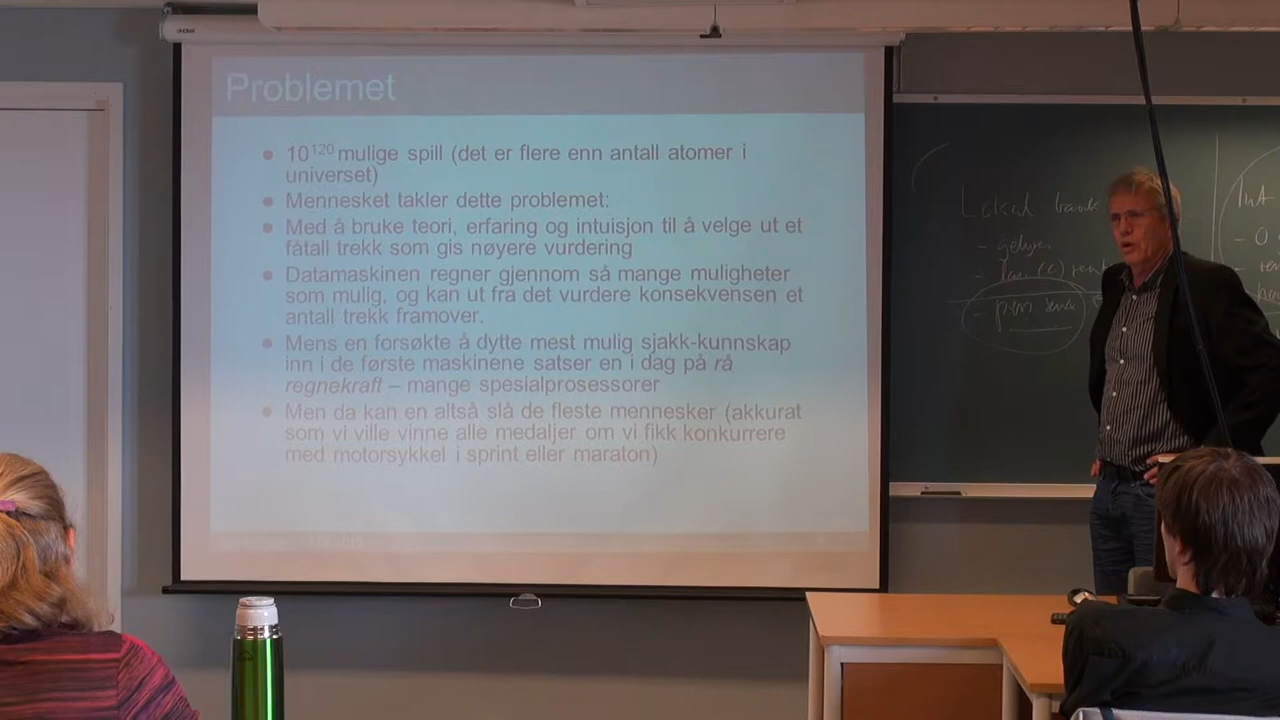 Problemet
10¹²⁰ mulige spill (det er flere enn antall atomer i
universet)
Mennesket takler dette problemet:
Med å bruke teori, erfaring og intuisjon til å velge ut et
fåtall trekk som gis nøyere vurdering
Datamaskinen regner gjennom så mange muligheter
som mulig, og kan ut fra det vurdere konsekvensen et
antall trekk framover.
Mens en forsøkte å dytte mest mulig sjakk-kunnskap
inn i de første maskinene satser en i dag på rå
regnekraft – mange spesialprosessorer
Men da kan en altså slå de fleste mennesker (akkurat
som vi ville vinne alle medaljer om vi fikk konkurrere
med motorsykkel i sprint eller maraton)
Lokal bank
- gebyr